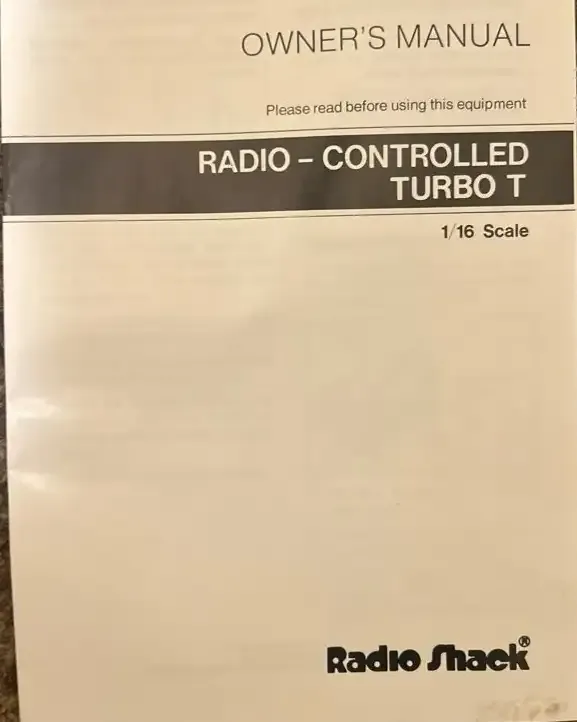 OWNER'S MANUAL
Please read before using this equipment
RADIO – CONTROLLED
TURBO T
1/16 Scale
Radio Shack®